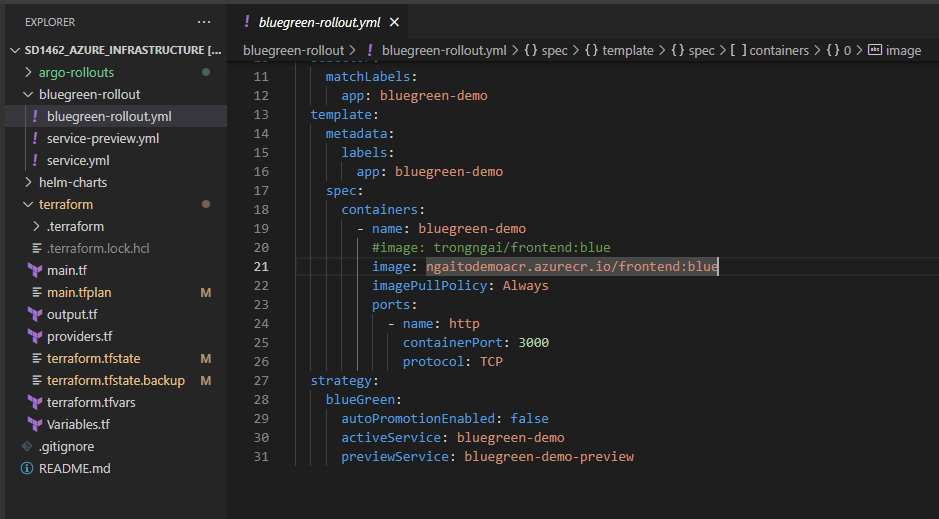 EXPLORER ···
SD1462_AZURE_INFRASTRUCTURE [...
argo-rollouts
bluegreen-rollout
! bluegreen-rollout.yml
! service-preview.yml
! service.yml
helm-charts
terraform
.terraform
.terraform.lock.hcl
main.tf
main.tfplan M
output.tf
providers.tf
terraform.tfstate M
terraform.tfstate.backup M
terraform.tfvars
Variables.tf
.gitignore
README.md
! bluegreen-rollout.yml ×
bluegreen-rollout > ! bluegreen-rollout.yml > {} spec > {} template > {} spec > [ ] containers > {} 0 > abc image
11 matchLabels:
12 app: bluegreen-demo
13 template:
14 metadata:
15 labels:
16 app: bluegreen-demo
17 spec:
18 containers:
19 - name: bluegreen-demo
20 #image: trongngai/frontend:blue
21 image: ngaitodemoacr.azurecr.io/frontend:blue
22 imagePullPolicy: Always
23 ports:
24 - name: http
25 containerPort: 3000
26 protocol: TCP
27 strategy:
28 blueGreen:
29 autoPromotionEnabled: false
30 activeService: bluegreen-demo
31 previewService: bluegreen-demo-preview